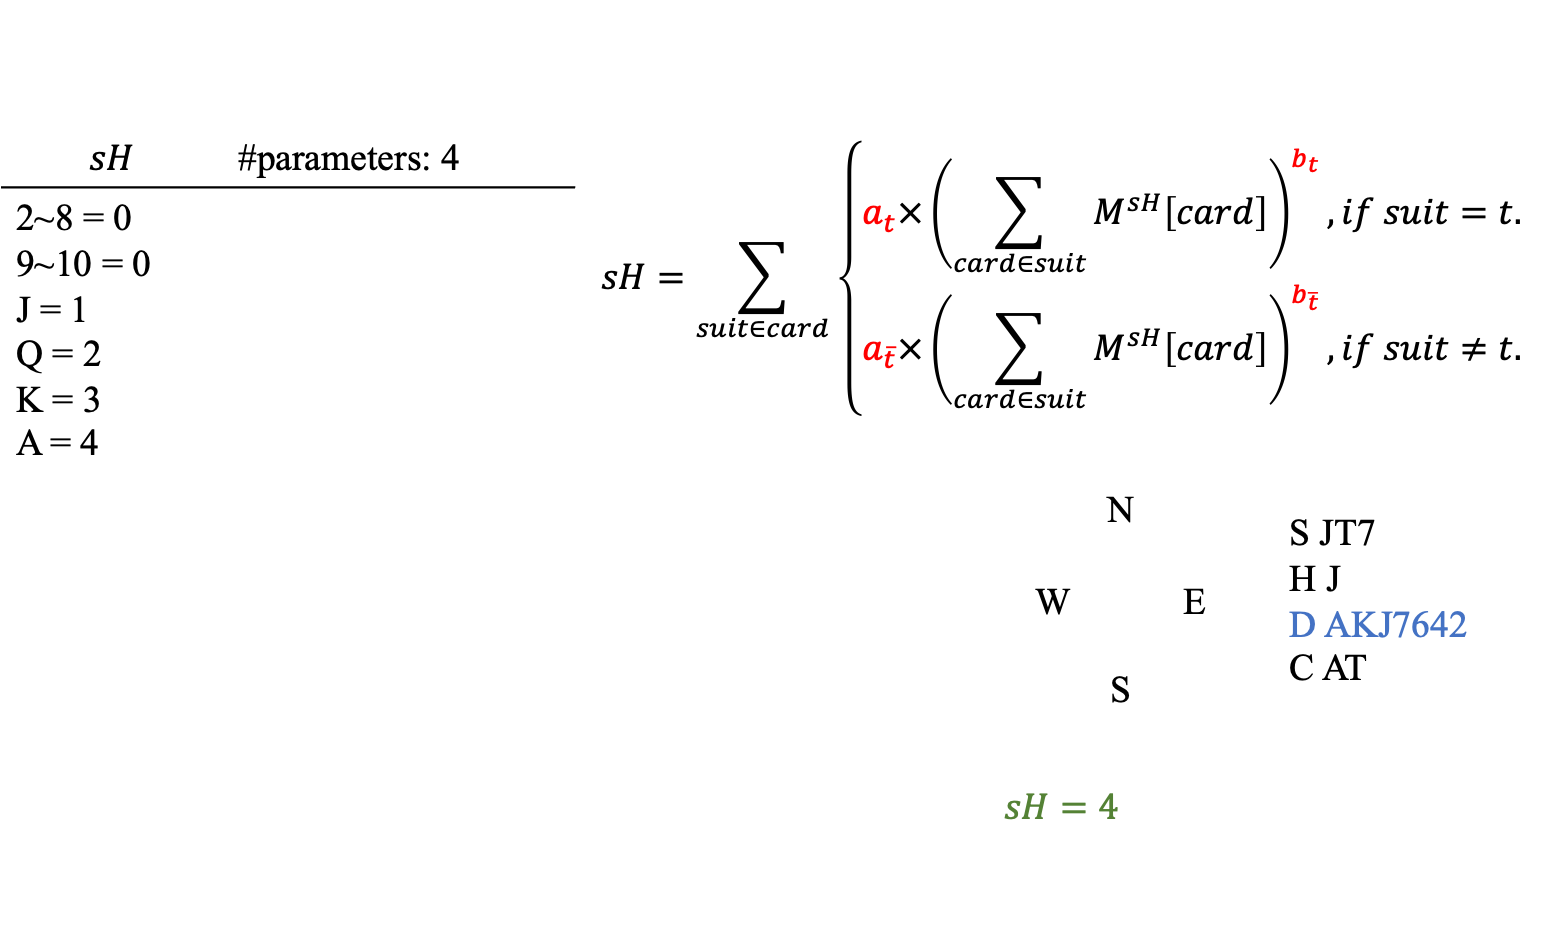 sH #parameters: 4
2~8 = 0
9~10 = 0
J = 1
Q = 2
K = 3
A = 4
sH = ∑ suit∈card { a_t × ( ∑ card∈suit M^sH [card] )^b_t , if suit = t.
a_t̄ × ( ∑ card∈suit M^sH [card] )^b_t̄ , if suit ≠ t.
N
W E
S
S JT7
H J
D AKJ7642
C AT
sH = 4